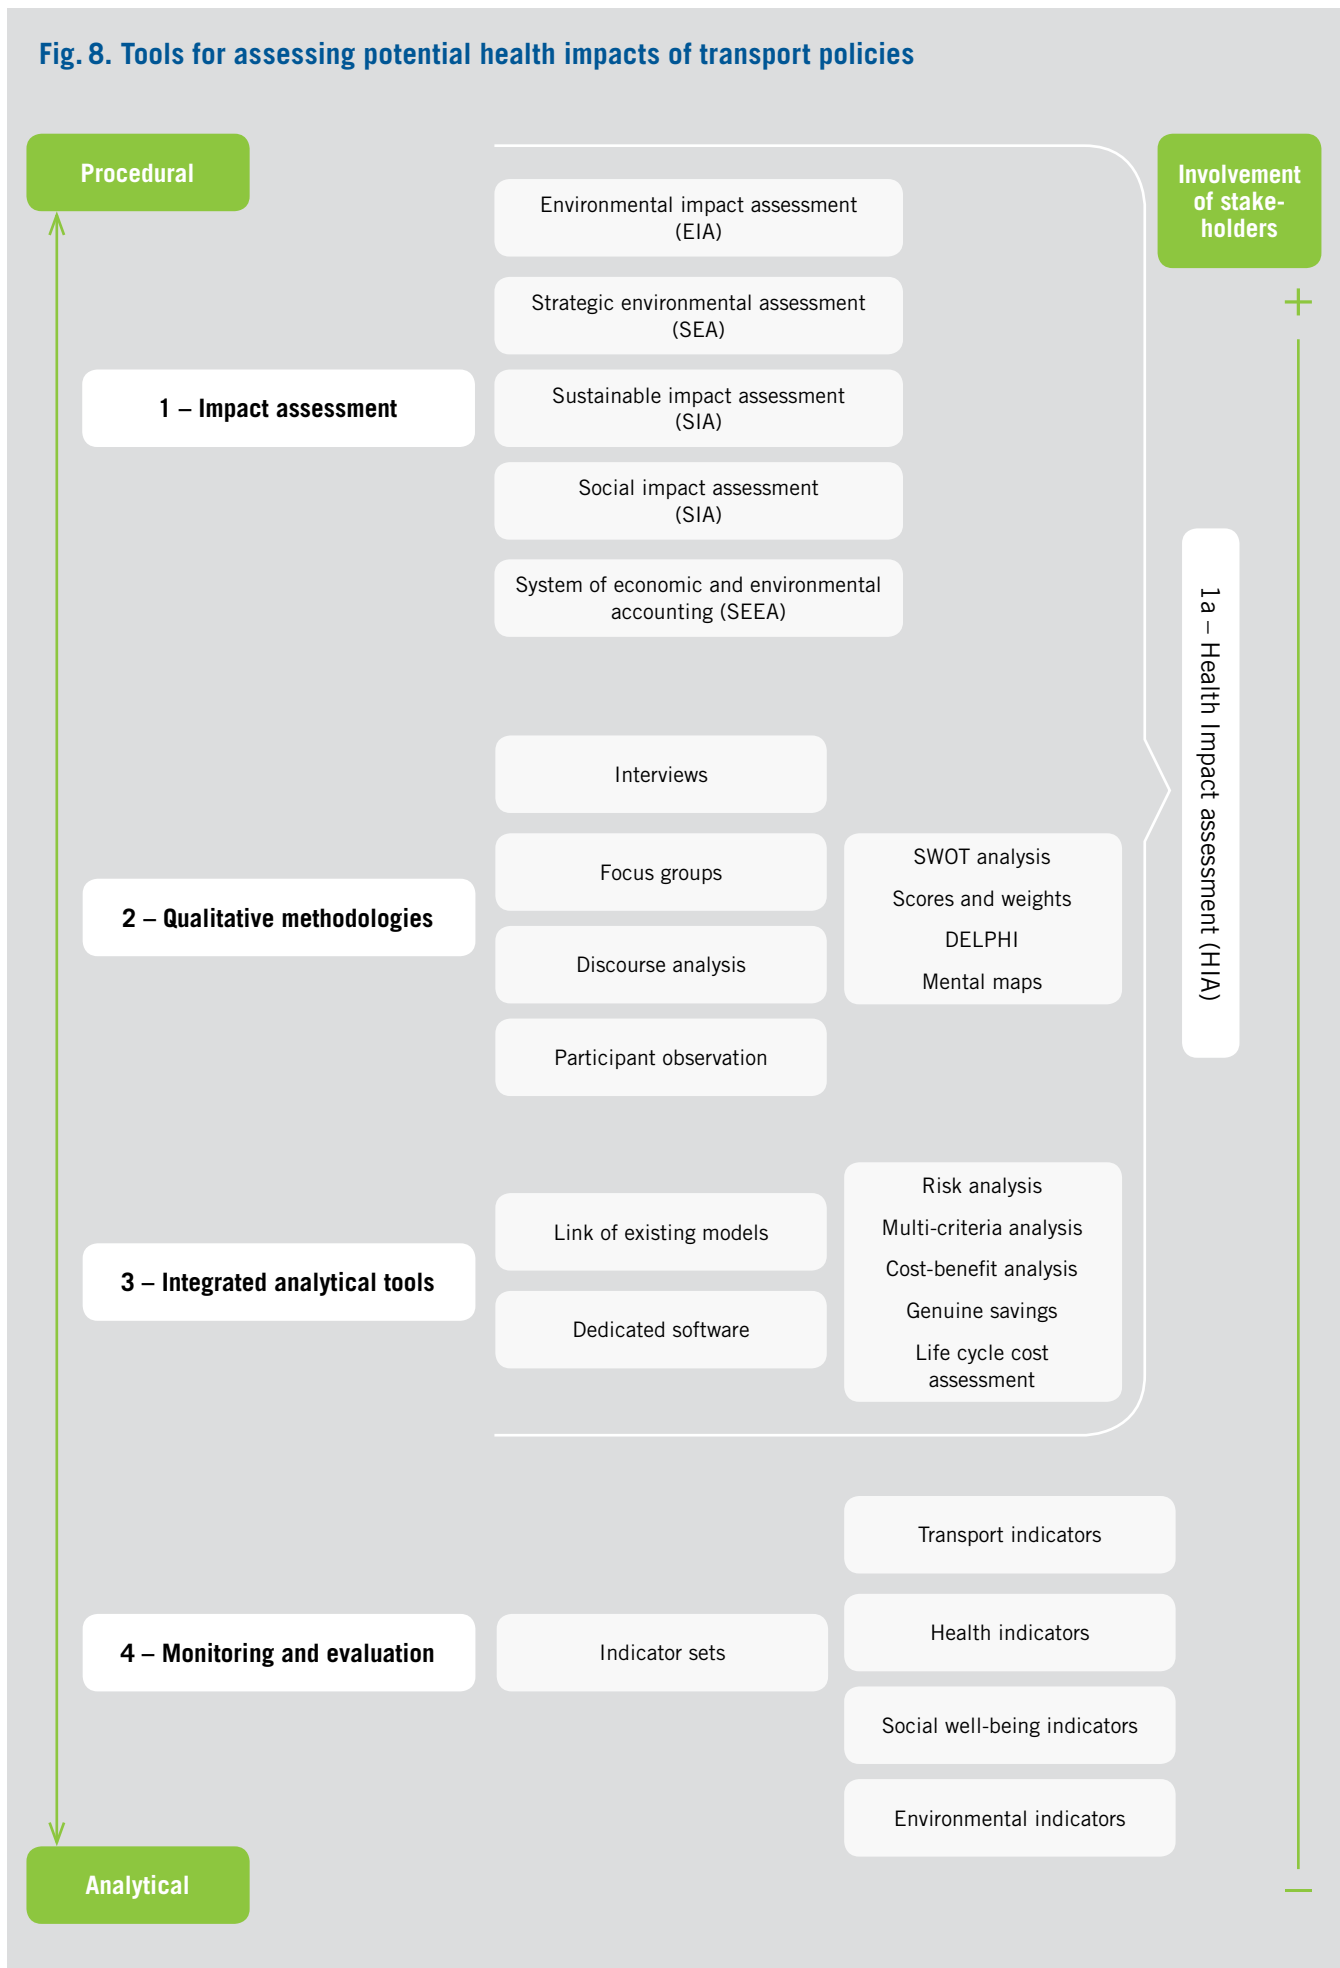 Fig. 8. Tools for assessing potential health impacts of transport policies
Procedural
Involvement
of stake-
holders
+
Environmental impact assessment
(EIA)
Strategic environmental assessment
(SEA)
1 – Impact assessment
Sustainable impact assessment
(SIA)
Social impact assessment
(SIA)
System of economic and environmental
accounting (SEEA)
1a – Health Impact assessment (HIA)
2 – Qualitative methodologies
Interviews
Focus groups
Discourse analysis
Participant observation
SWOT analysis
Scores and weights
DELPHI
Mental maps
3 – Integrated analytical tools
Link of existing models
Dedicated software
Risk analysis
Multi-criteria analysis
Cost-benefit analysis
Genuine savings
Life cycle cost
assessment
4 – Monitoring and evaluation
Indicator sets
Transport indicators
Health indicators
Social well-being indicators
Environmental indicators
Analytical
–